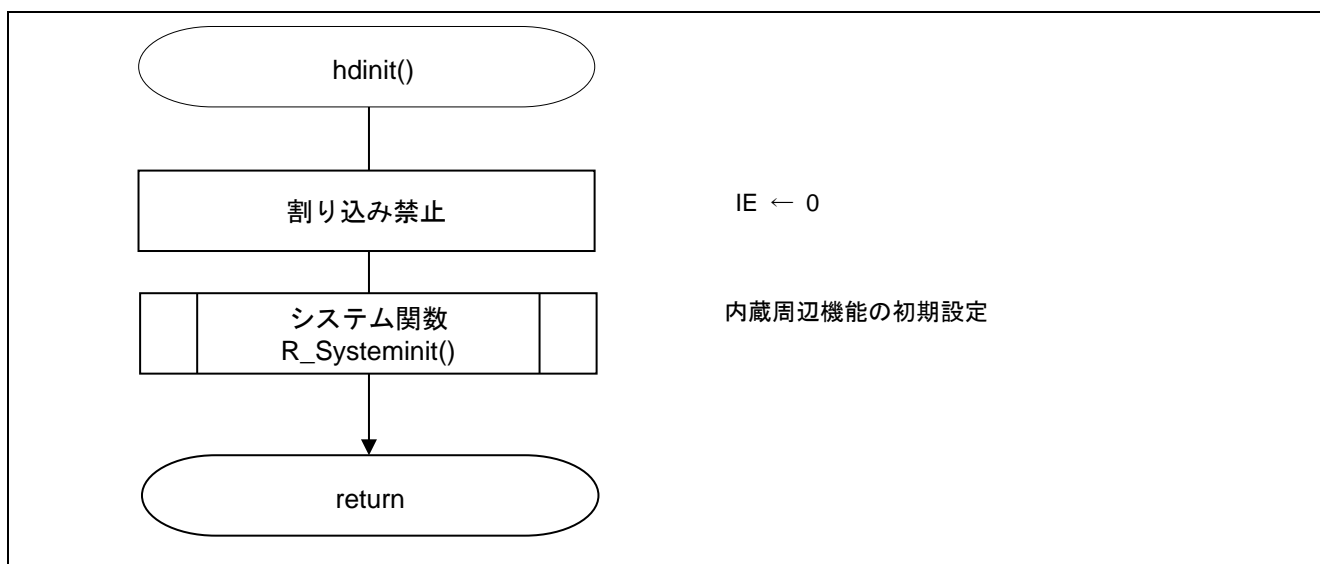 hdinit()
割り込み禁止
IE ← 0
システム関数
R_Systeminit()
内蔵周辺機能の初期設定
return